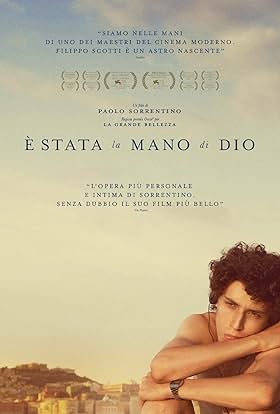 "SIAMO NELLE MANI
DI UNO DEI MAESTRI DEL CINEMA MODERNO.
FILIPPO SCOTTI È UN ASTRO NASCENTE"
Un film di
PAOLO SORRENTINO
LA GRANDE BELLEZZA
È STATA la MANO di DIO
"L'OPERA PIÙ PERSONALE
E INTIMA DI SORRENTINO.
SENZA DUBBIO IL SUO FILM PIÙ BELLO"